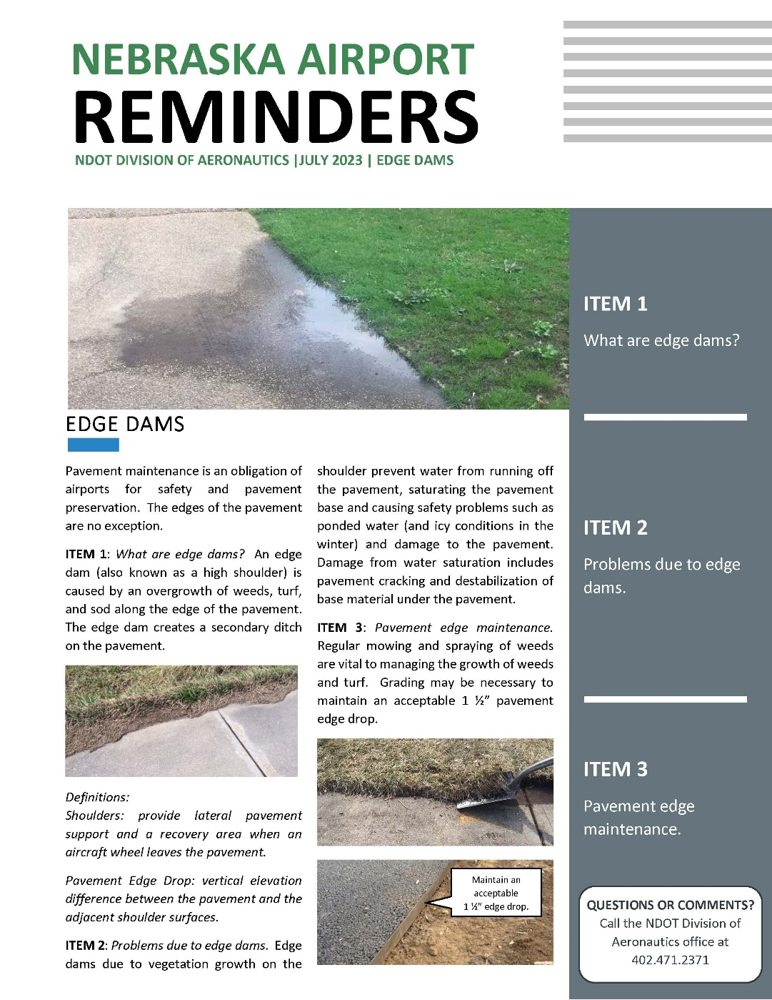 NEBRASKA AIRPORT
REMINDERS
NDOT DIVISION OF AERONAUTICS |JULY 2023 | EDGE DAMS
EDGE DAMS
Pavement maintenance is an obligation of
airports for safety and pavement
preservation. The edges of the pavement
are no exception.
ITEM 1: What are edge dams? An edge
dam (also known as a high shoulder) is
caused by an overgrowth of weeds, turf,
and sod along the edge of the pavement.
The edge dam creates a secondary ditch
on the pavement.
Definitions:
Shoulders: provide lateral pavement
support and a recovery area when an
aircraft wheel leaves the pavement.
Pavement Edge Drop: vertical elevation
difference between the pavement and the
adjacent shoulder surfaces.
ITEM 2: Problems due to edge dams. Edge
dams due to vegetation growth on the
shoulder prevent water from running off
the pavement, saturating the pavement
base and causing safety problems such as
ponded water (and icy conditions in the
winter) and damage to the pavement.
Damage from water saturation includes
pavement cracking and destabilization of
base material under the pavement.
ITEM 3: Pavement edge maintenance.
Regular mowing and spraying of weeds
are vital to managing the growth of weeds
and turf. Grading may be necessary to
maintain an acceptable 1 ½” pavement
edge drop.
Maintain an
acceptable
1 ½” edge drop.
ITEM 1
What are edge dams?
ITEM 2
Problems due to edge
dams.
ITEM 3
Pavement edge
maintenance.
QUESTIONS OR COMMENTS?
Call the NDOT Division of
Aeronautics office at
402.471.2371